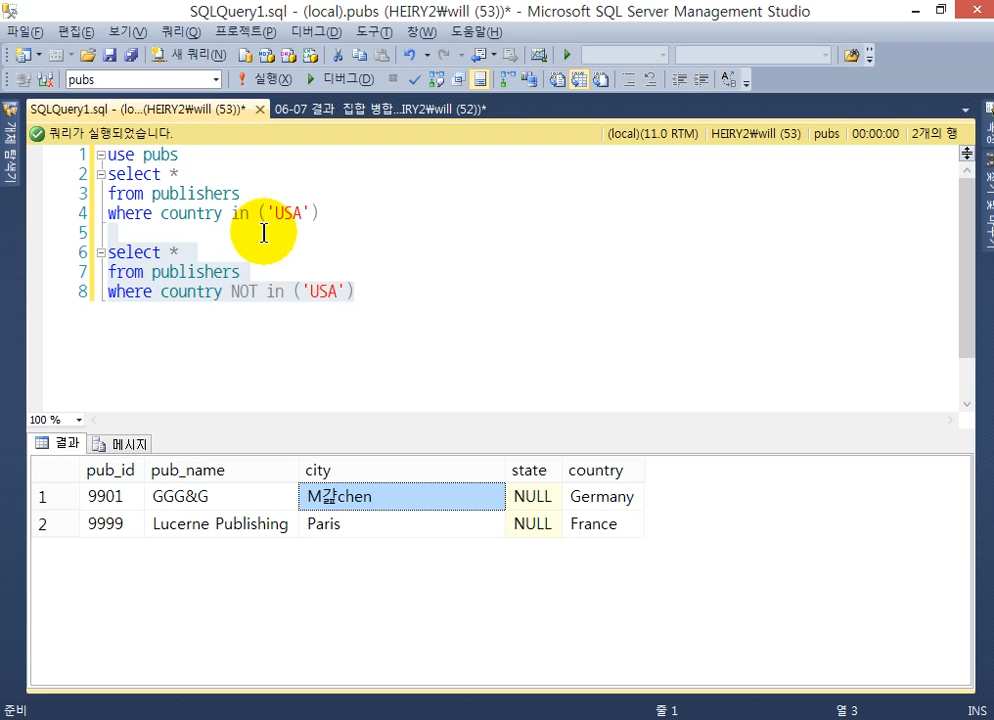 SQLQuery1.sql - (local).pubs (HEIRY2₩will (53))* - Microsoft SQL Server Management Studio
파일(F) 편집(E) 보기(V) 쿼리(Q) 프로젝트(P) 디버그(D) 도구(T) 창(W) 도움말(H)
새 쿼리(N)
pubs 실행(X) 디버그(D)
SQLQuery1.sql - (lo...(HEIRY2₩will (53))* 06-07 결과 집합 병합...IRY2₩will (52))*
개체 탐색기
쿼리가 실행되었습니다. (local)(11.0 RTM) HEIRY2₩will (53) pubs 00:00:00 2개의 행
1 use pubs
2 select *
3 from publishers
4 where country in ('USA')
5
6 select *
7 from publishers
8 where country NOT in ('USA')
100 %
결과 메시지
pub_id pub_name city state country
1 9901 GGG&G M갻chen NULL Germany
2 9999 Lucerne Publishing Paris NULL France
준비 줄 1 열 3 INS